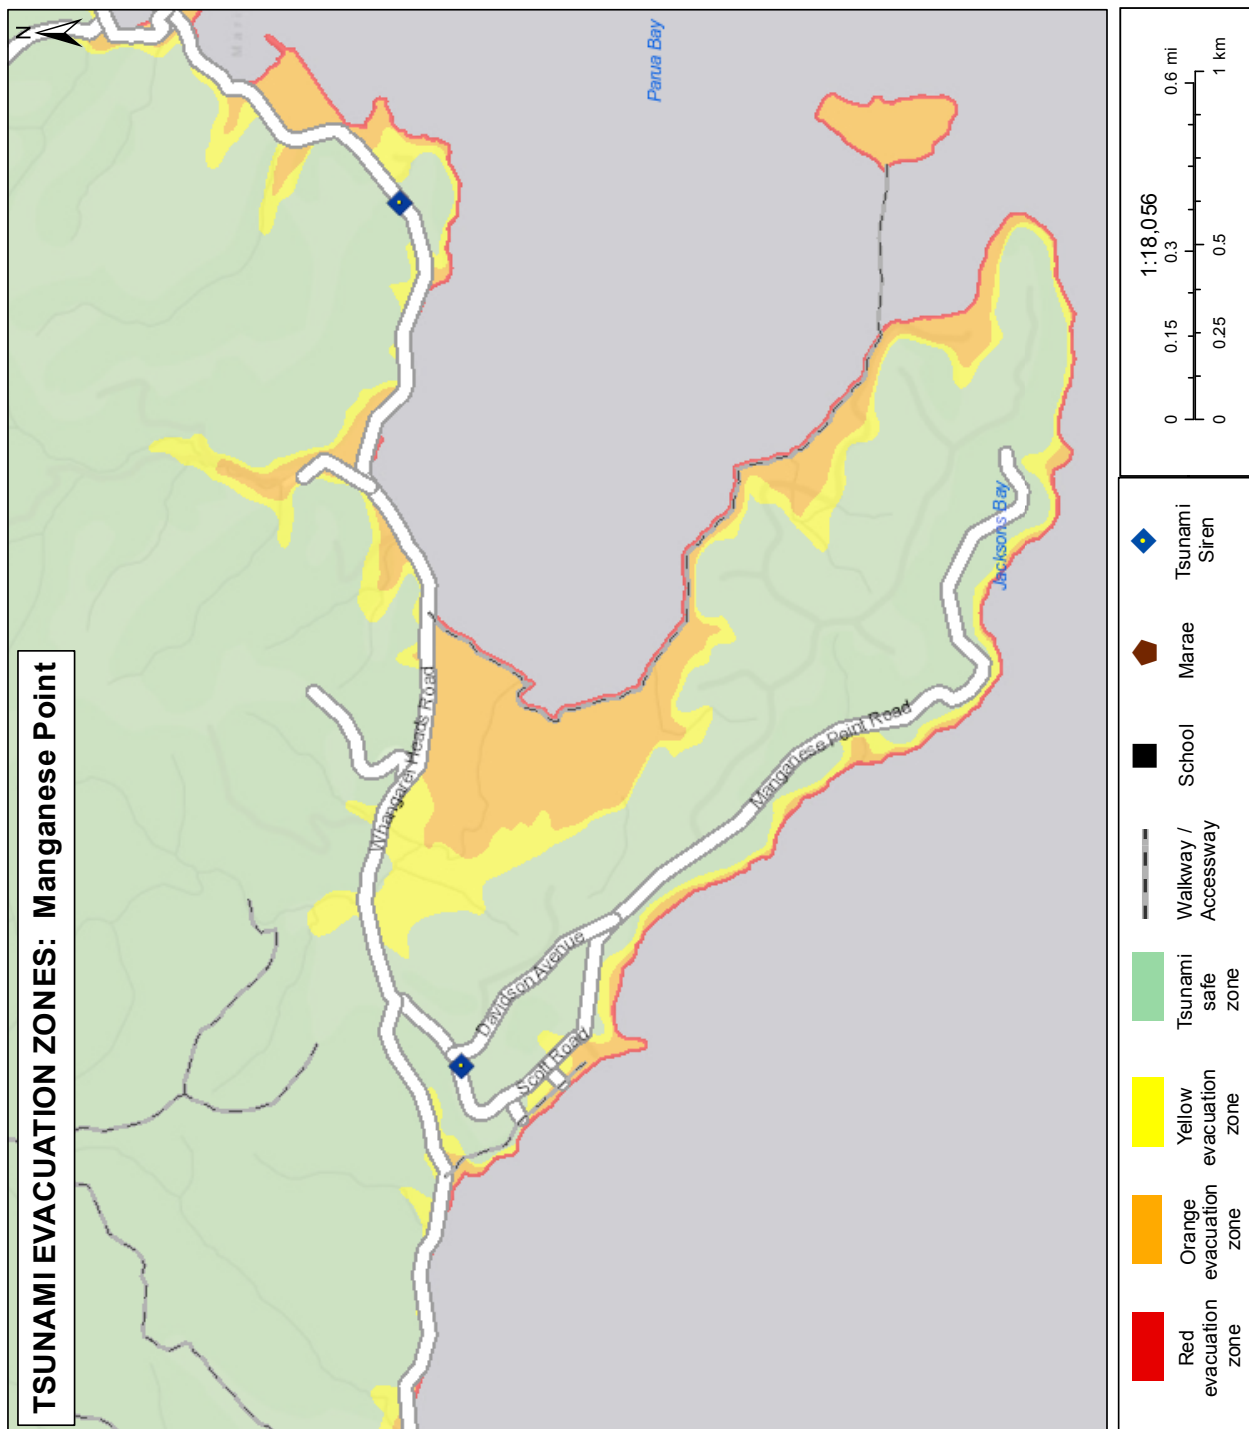 TSUNAMI EVACUATION ZONES: Manganese Point
N
Parua Bay
Whangarei Heads Road
Manganese Point Road
Davidson Avenue
Scott Road
Jacksons Bay
Red
evacuation
zone
Orange
evacuation
zone
Yellow
evacuation
zone
Tsunami
safe
zone
Walkway /
Accessway
School
Marae
Tsunami
Siren
1:18,056
0 0.15 0.3 0.6 mi
0 0.25 0.5 1 km